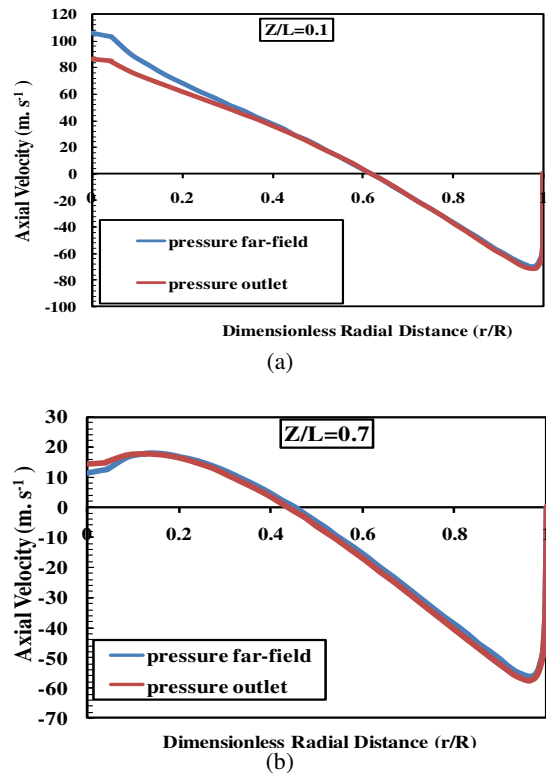 Z/L=0.1
120
100
80
60
40
20
0
-20
-40
-60
-80
-100
0 0.2 0.4 0.6 0.8 1
Axial Velocity (m. s-1)
pressure far-field
pressure outlet
Dimensionless Radial Distance (r/R)
(a)
Z/L=0.7
30
20
10
0
-10
-20
-30
-40
-50
-60
-70
0 0.2 0.4 0.6 0.8 1
Axial Velocity (m. s-1)
pressure far-field
pressure outlet
Dimensionless Radial Distance (r/R)
(b)